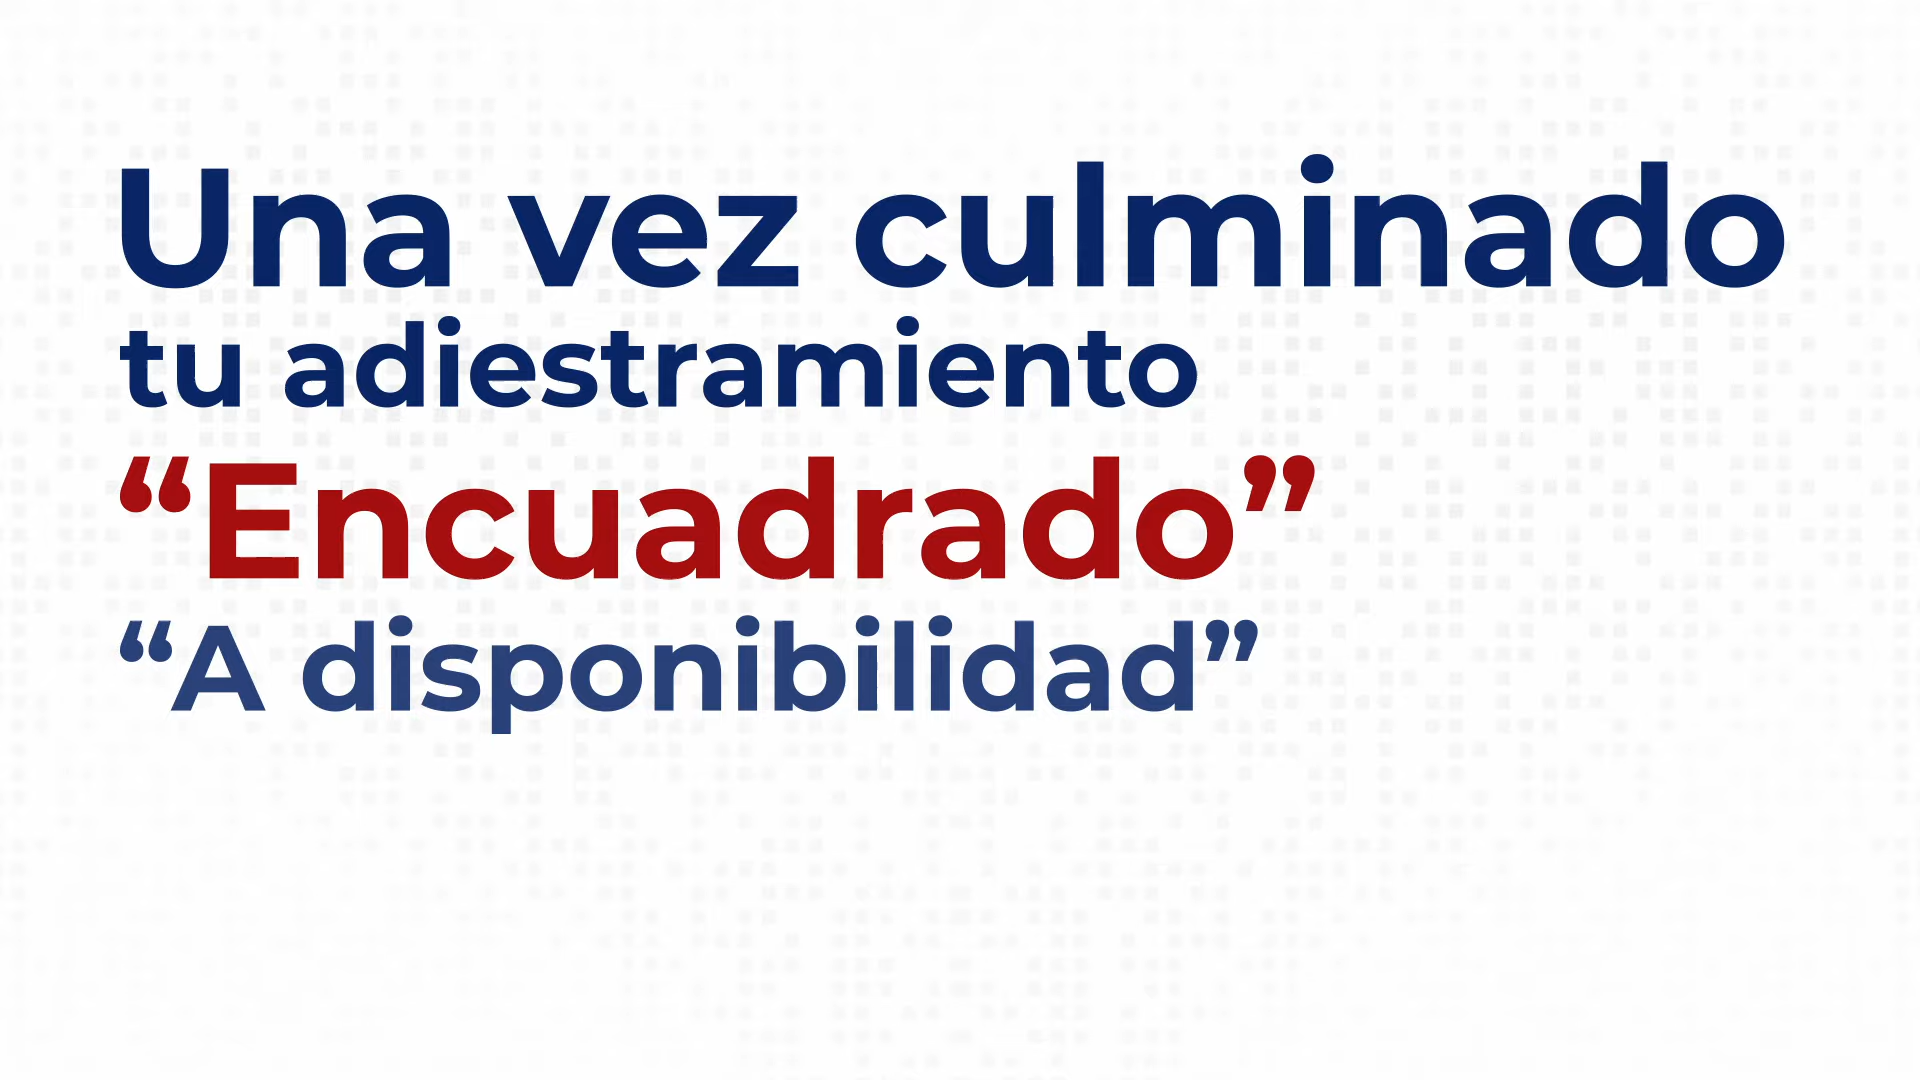 Una vez culminado
tu adiestramiento
“Encuadrado”
“A disponibilidad”